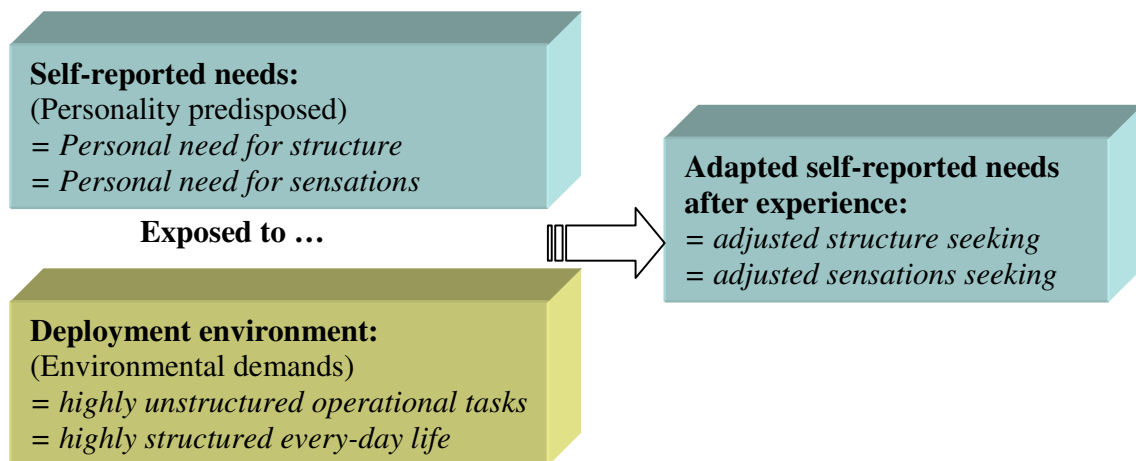 Self-reported needs:
(Personality predisposed)
= Personal need for structure
= Personal need for sensations
Exposed to …
Deployment environment:
(Environmental demands)
= highly unstructured operational tasks
= highly structured every-day life
Adapted self-reported needs
after experience:
= adjusted structure seeking
= adjusted sensations seeking